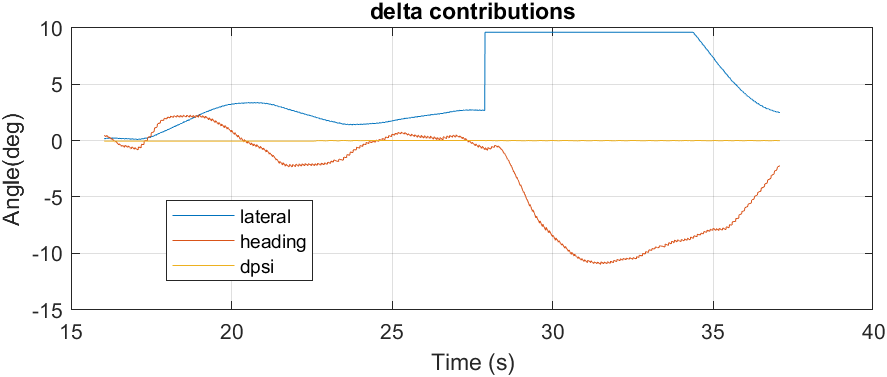 delta contributions
Angle(deg)
10
5
0
-5
-10
-15
lateral
heading
dpsi
15 20 25 30 35 40
Time (s)